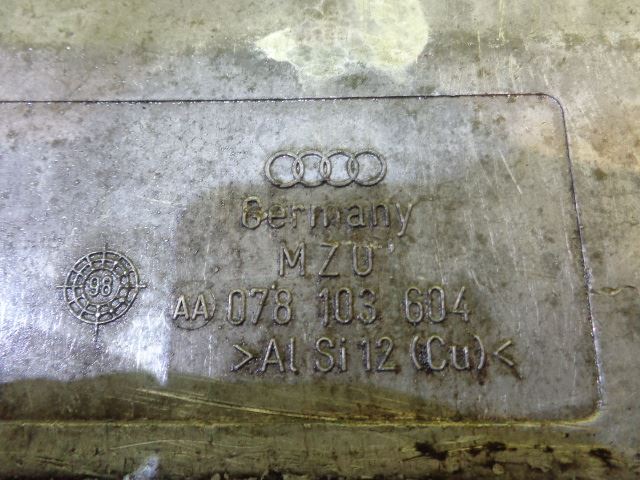 Germany
MZU
98
AA 078 103 604
>Al Si 12 (Cu)<